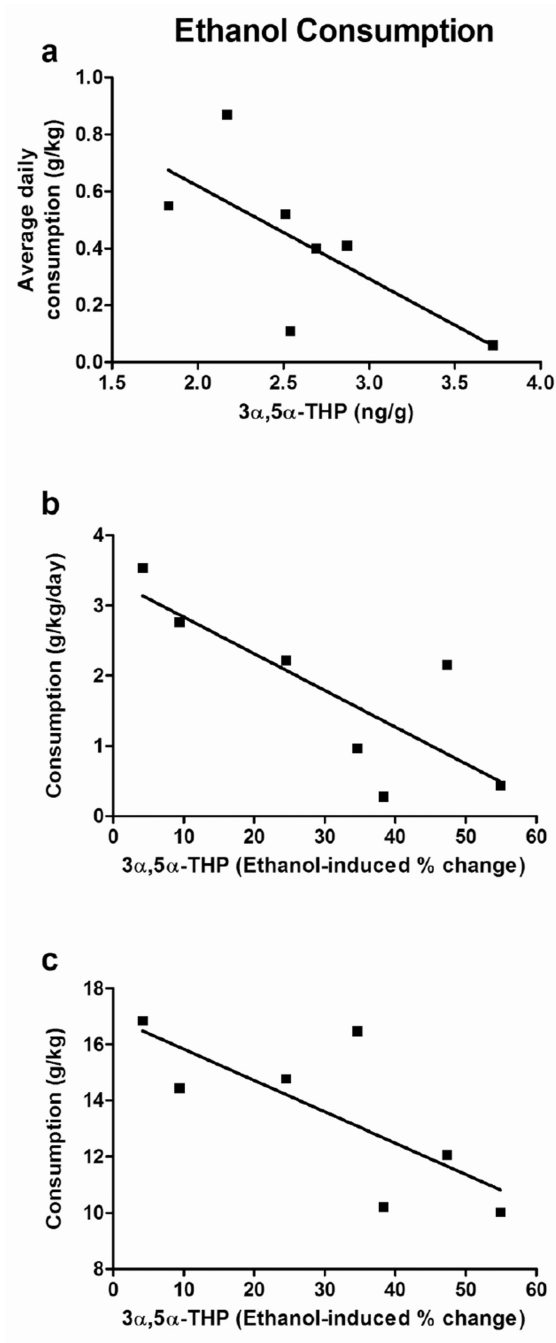 Ethanol Consumption
a
Average daily
consumption (g/kg)
1.0
0.8
0.6
0.4
0.2
0.0
1.5 2.0 2.5 3.0 3.5 4.0
3α,5α-THP (ng/g)
b
Consumption (g/kg/day)
4
3
2
1
0
0 10 20 30 40 50 60
3α,5α-THP (Ethanol-induced % change)
c
Consumption (g/kg)
18
16
14
12
10
8
0 10 20 30 40 50 60
3α,5α-THP (Ethanol-induced % change)